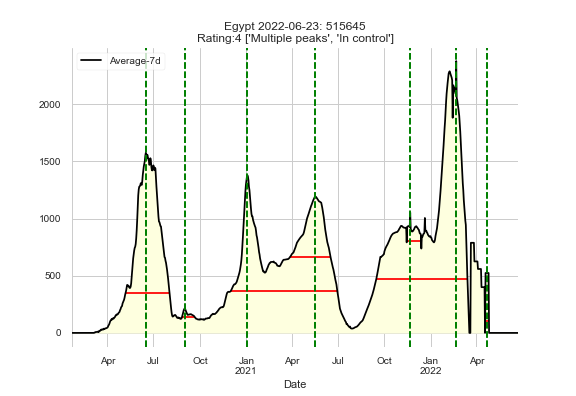 Egypt 2022-06-23: 515645
Rating:4 ['Multiple peaks', 'In control']
Average-7d
2500
2000
1500
1000
500
0
Apr Jul Oct Jan Apr Jul Oct Jan Apr
2021 2022
Date